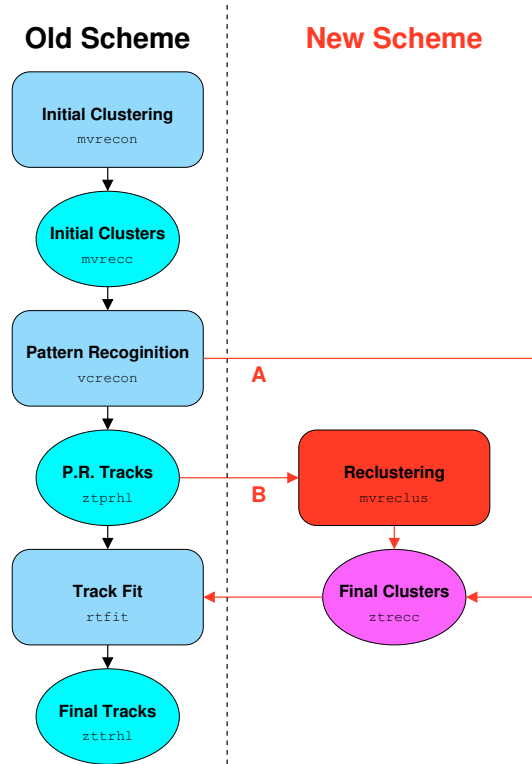 Old Scheme
New Scheme
Initial Clustering
mvrecon
Initial Clusters
mvrecc
Pattern Recoginition
vcrecon
A
P.R. Tracks
ztprhl
B
Reclustering
mvreclus
Track Fit
rtfit
Final Clusters
ztrecc
Final Tracks
zttrhl